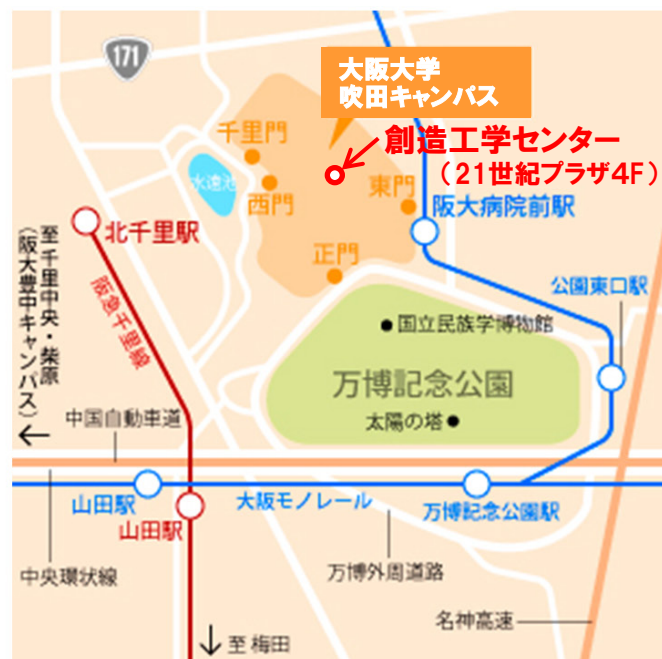 171
大阪大学
吹田キャンパス
創造工学センター
（21世紀プラザ4F）
千里門
水遠池
西門
東門
阪大病院前駅
北千里駅
正門
公園東口駅
至千里中央・柴原
（阪大豊中キャンパス）
阪急千里線
国立民族学博物館
万博記念公園
太陽の塔
中国自動車道
山田駅
大阪モノレール
万博記念公園駅
山田駅
中央環状線
万博外周道路
名神高速
至 梅田